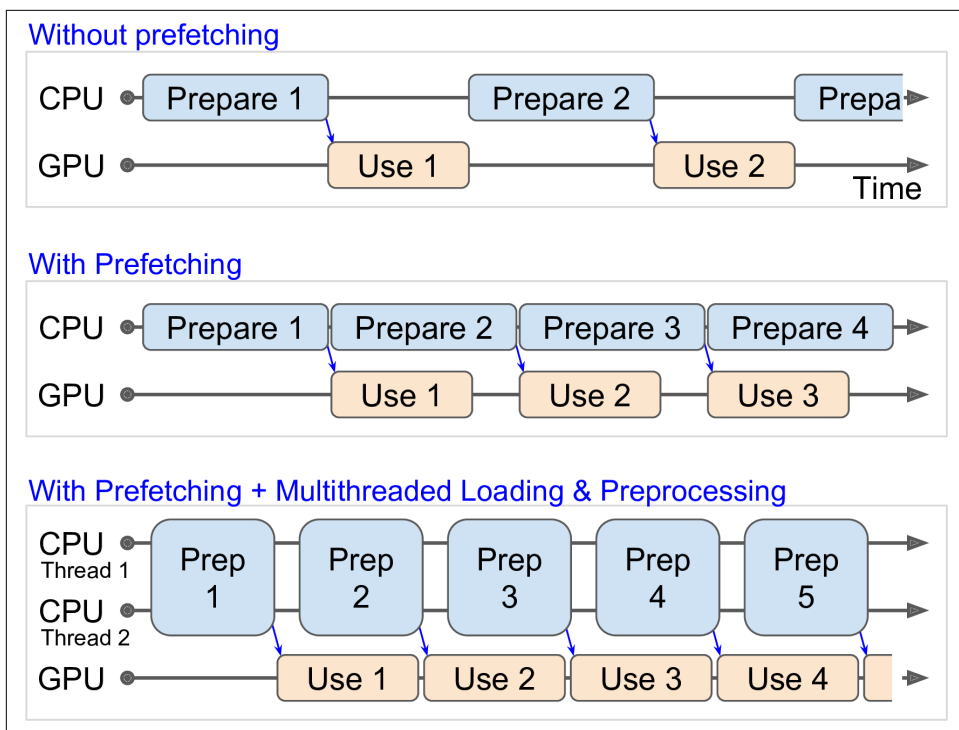 Without prefetching
CPU Prepare 1 Prepare 2 Prepa
GPU Use 1 Use 2
Time
With Prefetching
CPU Prepare 1 Prepare 2 Prepare 3 Prepare 4
GPU Use 1 Use 2 Use 3
With Prefetching + Multithreaded Loading & Preprocessing
CPU
Thread 1
Prep
1
Prep
2
Prep
3
Prep
4
Prep
5
CPU
Thread 2
GPU Use 1 Use 2 Use 3 Use 4